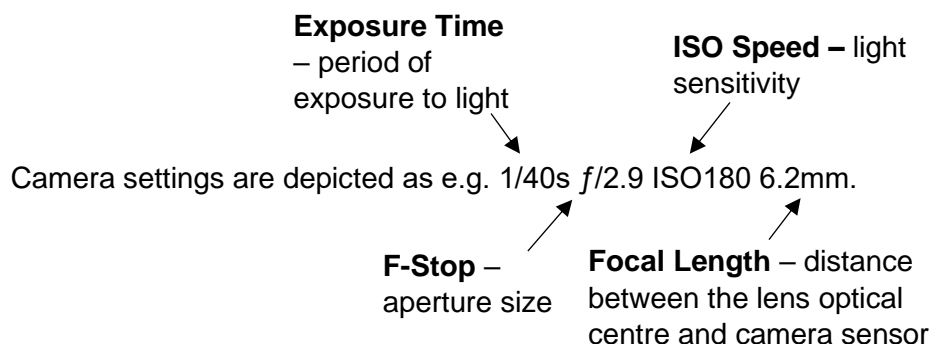 Exposure Time
– period of
exposure to light
ISO Speed – light
sensitivity
Camera settings are depicted as e.g. 1/40s ƒ/2.9 ISO180 6.2mm.
F-Stop –
aperture size
Focal Length – distance
between the lens optical
centre and camera sensor